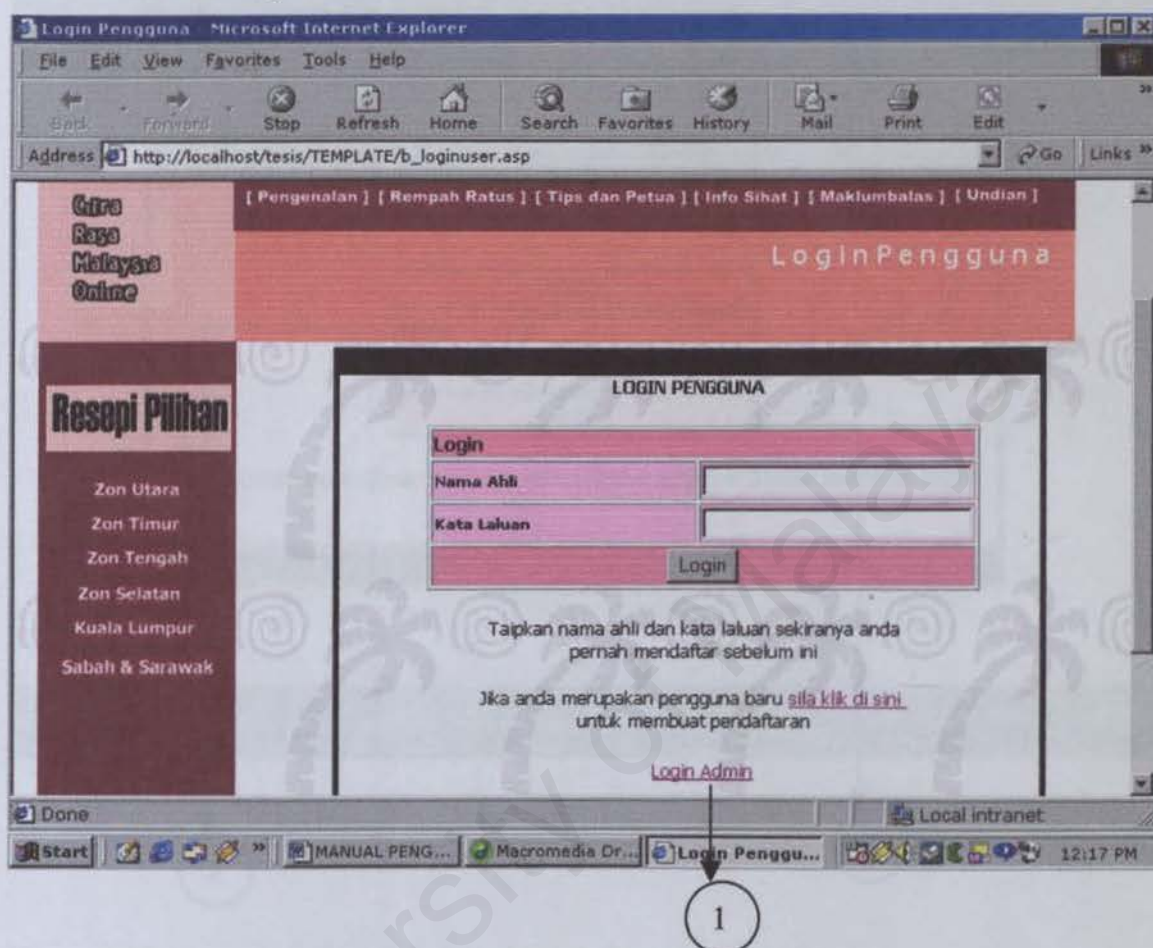 Login Pengguna - Microsoft Internet Explorer
File Edit View Favorites Tools Help
Back Forward Stop Refresh Home Search Favorites History Mail Print Edit
Address http://localhost/tesis/TEMPLATE/b_loginuser.asp Go Links »
Citra
Rasa
Malaysia
Online
[ Pengenalan ] [ Rempah Ratus ] [ Tips dan Petua ] [ Info Sihat ] [ Maklumbalas ] [ Undian ]
Login Pengguna
Resepi Pilihan
Zon Utara
Zon Timur
Zon Tengah
Zon Selatan
Kuala Lumpur
Sabah & Sarawak
LOGIN PENGGUNA
Login
Nama Ahli
Kata Laluan
Login
Taipkan nama ahli dan kata laluan sekiranya anda
pernah mendaftar sebelum ini
Jika anda merupakan pengguna baru sila klik di sini
untuk membuat pendaftaran
Login Admin
Done Local intranet
Start » MANUAL PENG... Macromedia Dr... Login Penggu... 12:17 PM
1